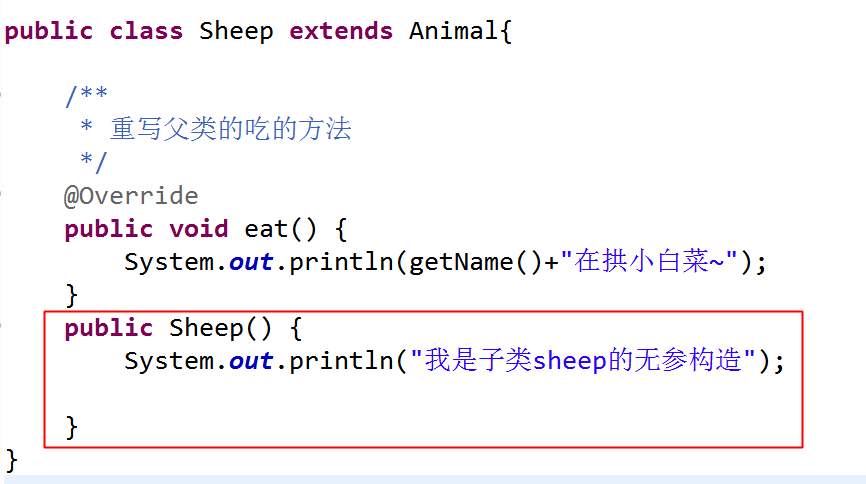 public class Sheep extends Animal{
/**
* 重写父类的吃的方法
*/
@Override
public void eat() {
System.out.println(getName()+"在拱小白菜~");
}
public Sheep() {
System.out.println("我是子类sheep的无参构造");
}
}